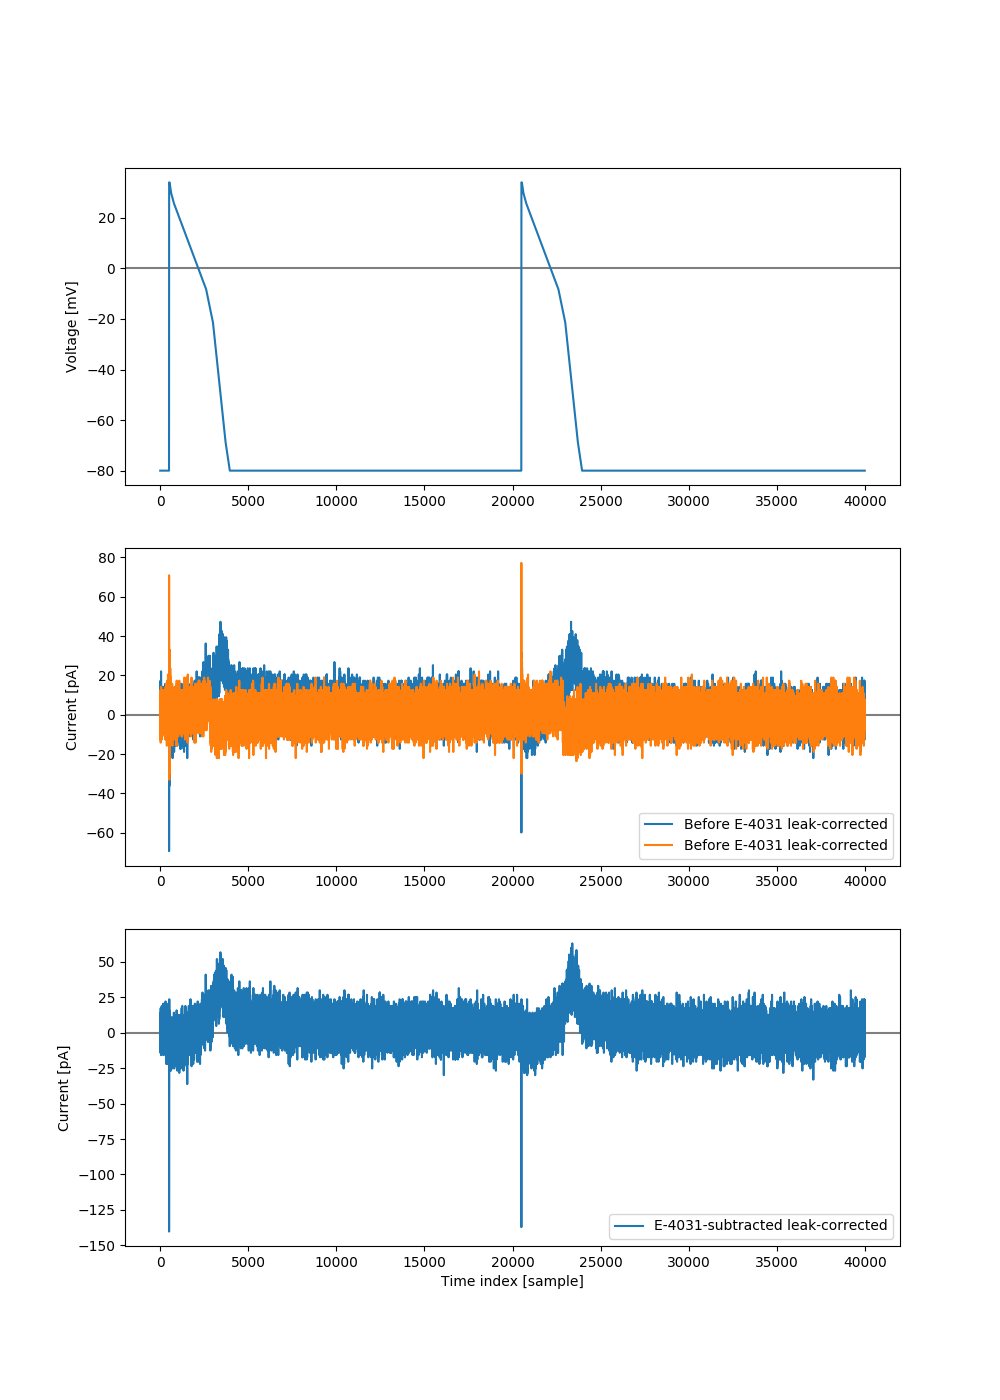 20
0
−20
−40
−60
−80
Voltage [mV]
0 5000 10000 15000 20000 25000 30000 35000 40000
80
60
40
20
0
−20
−40
−60
Current [pA]
Before E-4031 leak-corrected
Before E-4031 leak-corrected
0 5000 10000 15000 20000 25000 30000 35000 40000
50
25
0
−25
−50
−75
−100
−125
−150
Current [pA]
E-4031-subtracted leak-corrected
0 5000 10000 15000 20000 25000 30000 35000 40000
Time index [sample]